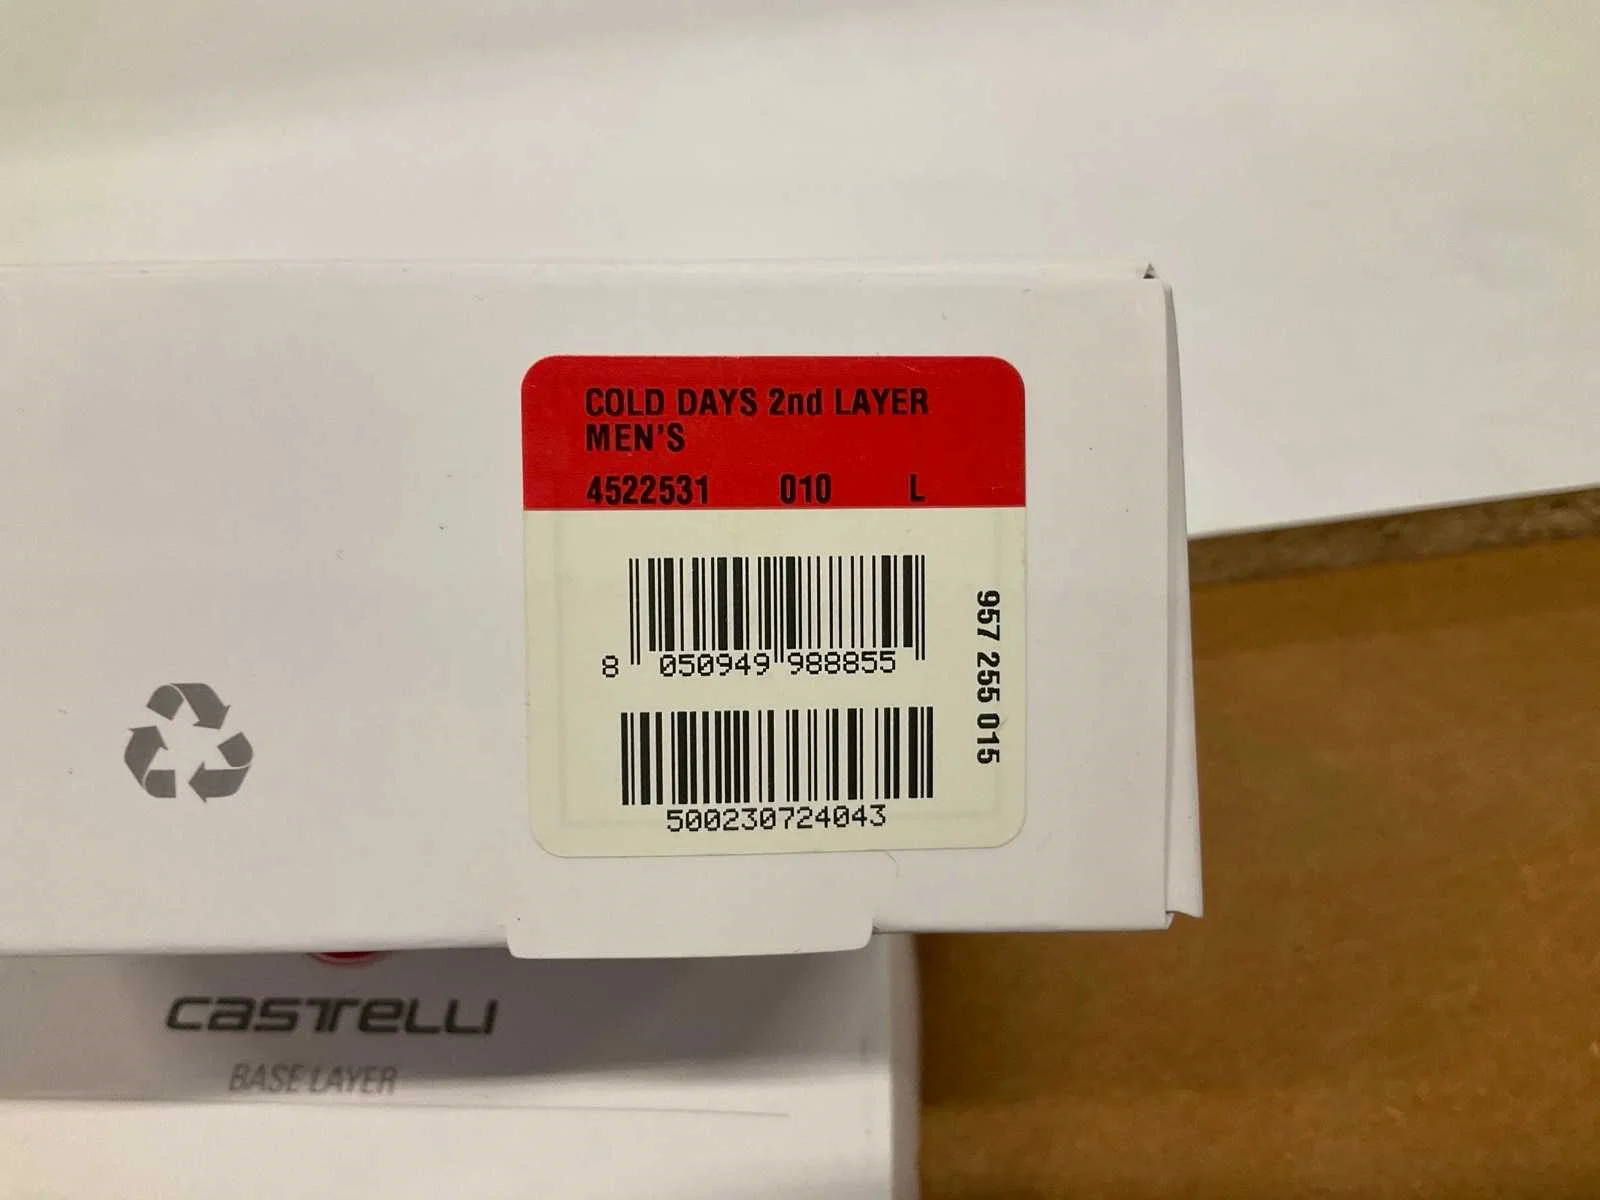 COLD DAYS 2nd LAYER
MEN'S
4522531 010 L
8 050949 988855
957 255 015
500230724043
CASTELLI
BASE LAYER